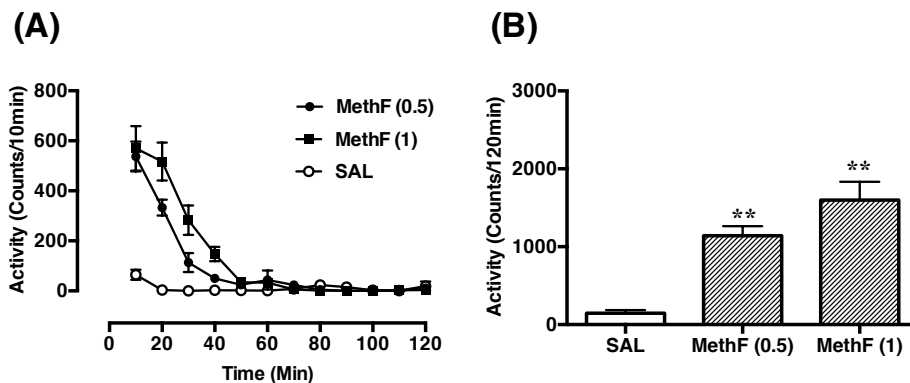 (A)
Activity (Counts/10min)
800
600
400
200
0
MethF (0.5)
MethF (1)
SAL
0 20 40 60 80 100 120
Time (Min)
(B)
Activity (Counts/120min)
3000
2000
1000
0
**
**
SAL MethF (0.5) MethF (1)